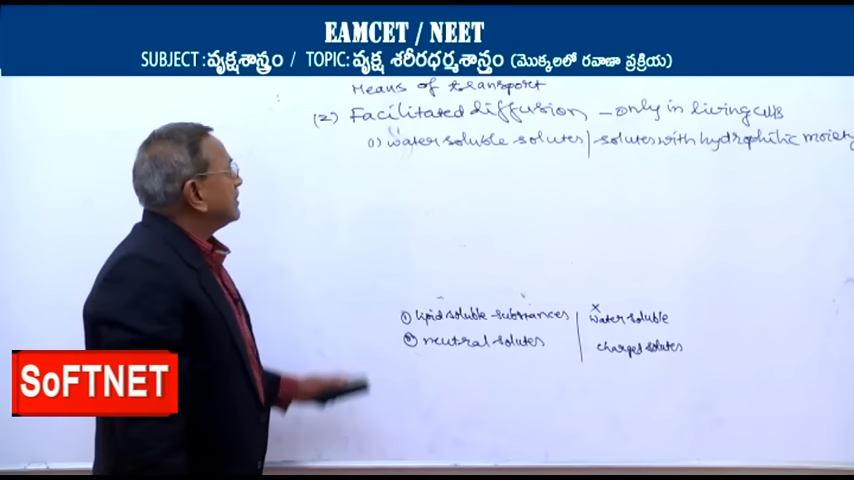 EAMCET / NEET
SUBJECT : వృక్షశాస్త్రం / TOPIC: వృక్ష శరీరధర్మశాస్త్రం (మొక్కలలో రవాణా ప్రక్రియ)
Means of transport
(2) Facilitated diffusion - only in living cells
1) water soluble solutes | solutes with hydrophilic moiety
① lipid soluble substances | x water soluble
② neutral solutes | charged solutes
SoFTNET